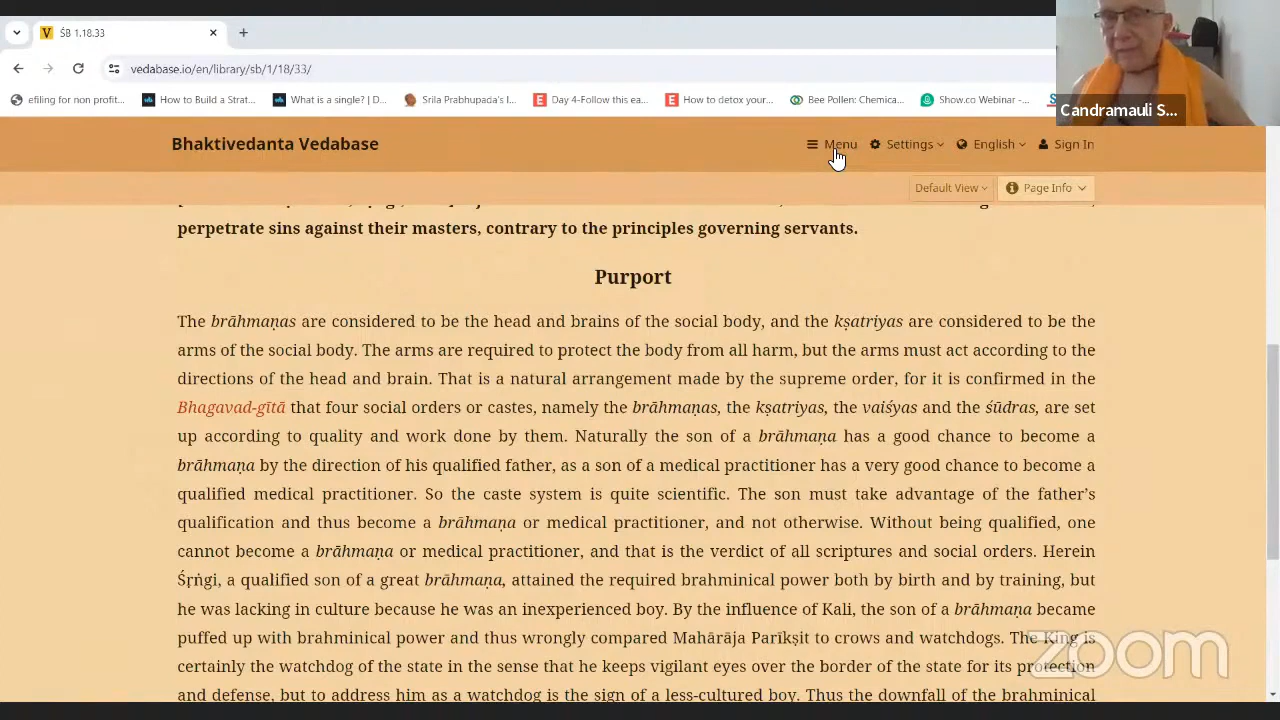 ŚB 1.18.33
vedabase.io/en/library/sb/1/18/33/
efiling for non profit...
How to Build a Strat...
What is a singl? | D...
Srila Prabhupada's l...
Day 4-Follow this ea...
How to detox your...
Bee Pollen: Chemica...
Show.co Webinar -...
Candramauli S...
Bhaktivedanta Vedabase
Menu
Settings
English
Sign In
Default View
Page Info
perpetrate sins against their masters, contrary to the principles governing servants.
Purport
The brāhmaṇas are considered to be the head and brains of the social body, and the kṣatriyas are considered to be the
arms of the social body. The arms are required to protect the body from all harm, but the arms must act according to the
directions of the head and brain. That is a natural arrangement made by the supreme order, for it is confirmed in the
Bhagavad-gītā that four social orders or castes, namely the brāhmaṇas, the kṣatriyas, the vaiśyas and the śūdras, are set
up according to quality and work done by them. Naturally the son of a brāhmaṇa has a good chance to become a
brāhmaṇa by the direction of his qualified father, as a son of a medical practitioner has a very good chance to become a
qualified medical practitioner. So the caste system is quite scientific. The son must take advantage of the father's
qualification and thus become a brāhmaṇa or medical practitioner, and not otherwise. Without being qualified, one
cannot become a brāhmaṇa or medical practitioner, and that is the verdict of all scriptures and social orders. Herein
Śṛṅgi, a qualified son of a great brāhmaṇa, attained the required brahminical power both by birth and by training, but
he was lacking in culture because he was an inexperienced boy. By the influence of Kali, the son of a brāhmaṇa became
puffed up with brahminical power and thus wrongly compared Mahārāja Parīkṣit to crows and watchdogs. The King is
certainly the watchdog of the state in the sense that he keeps vigilant eyes over the border of the state for its protection
and defense, but to address him as a watchdog is the sign of a less-cultured boy. Thus the downfall of the brahminical
zoom